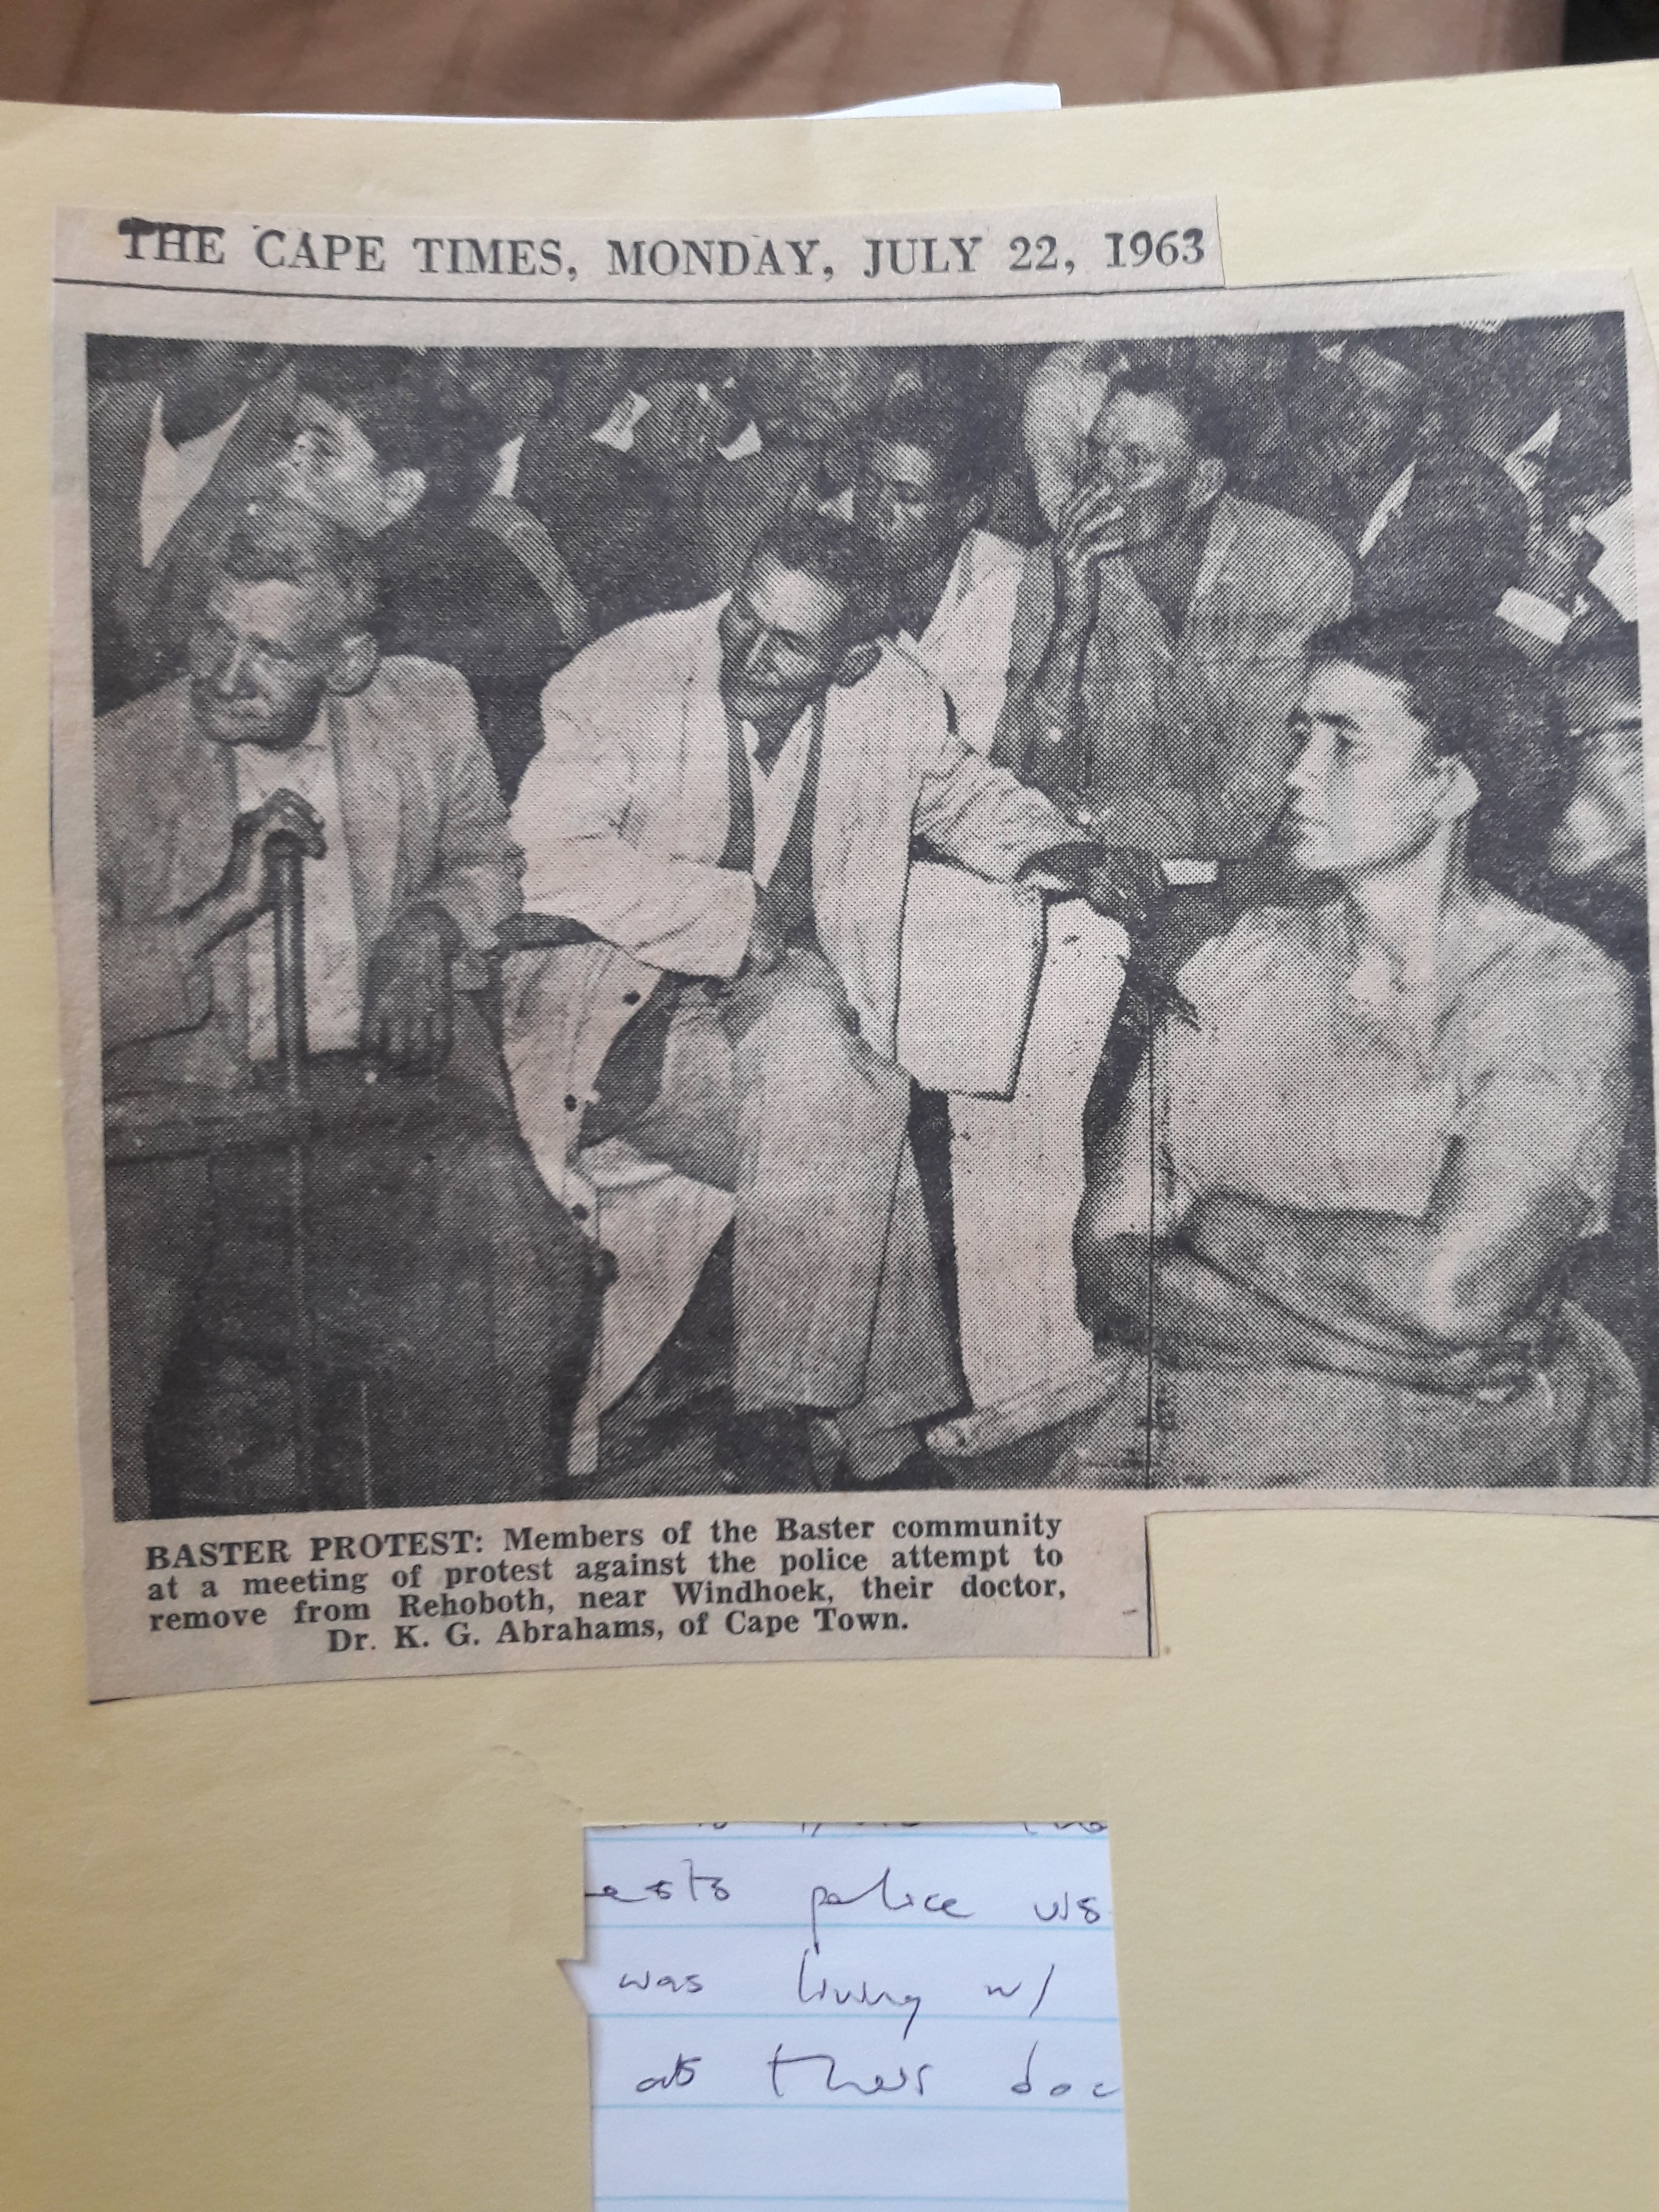 THE CAPE TIMES, MONDAY, JULY 22, 1963
BASTER PROTEST: Members of the Baster community
at a meeting of protest against the police attempt to
remove from Rehoboth, near Windhoek, their doctor,
Dr. K. G. Abrahams, of Cape Town.
ests police
was living w/
as their doc